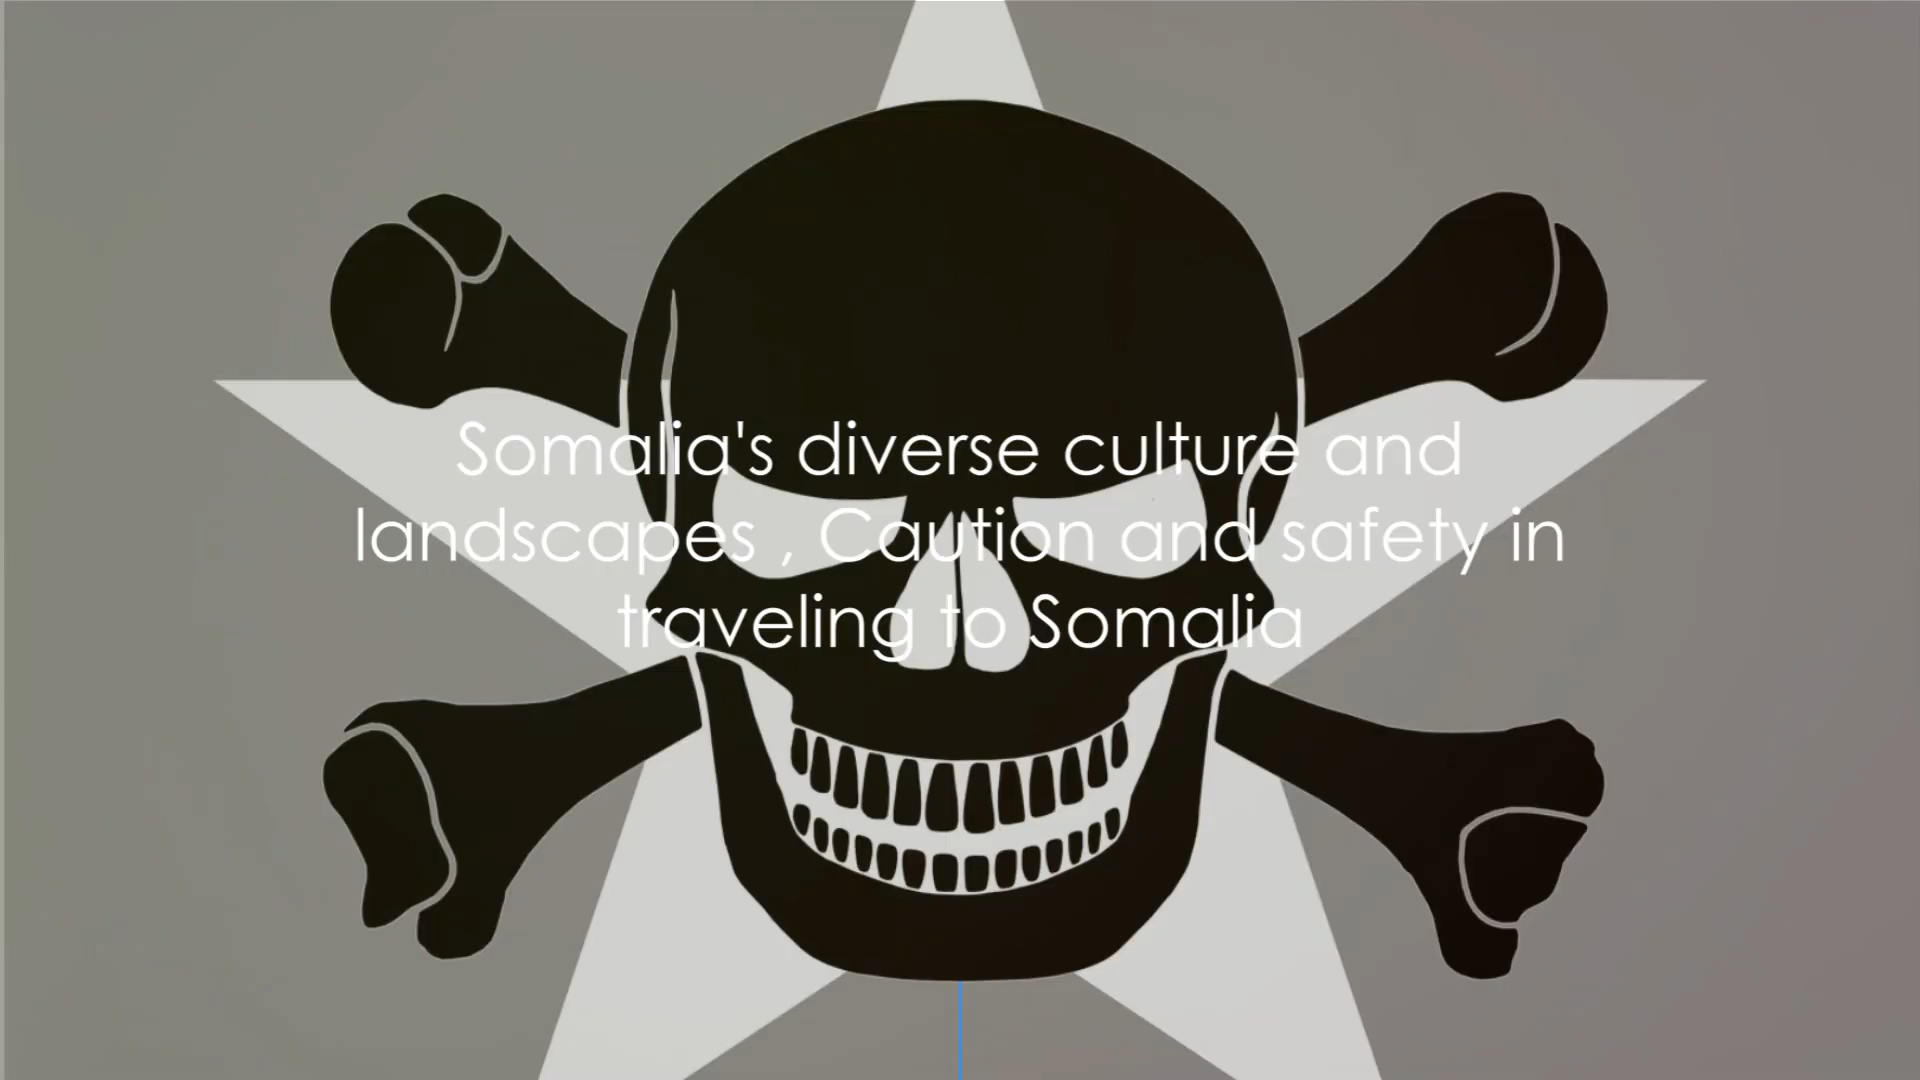 Somalia's diverse culture and
landscapes , Caution and safety in
traveling to Somalia